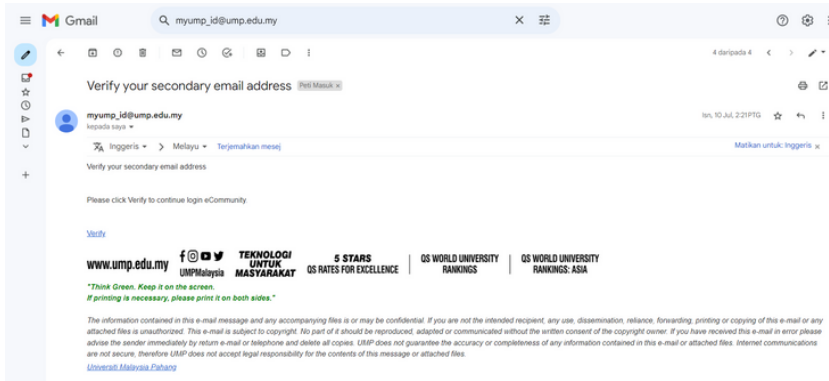 Gmail
myump_id@ump.edu.my
4 daripada 4
Verify your secondary email address Peti Masuk x
myump_id@ump.edu.my
Isn, 10 Jul, 2:21 PTG
kepada saya
Inggeris > Melayu Terjemahkan mesej
Matikan untuk: Inggeris x
Verify your secondary email address
Please click Verify to continue login eCommunity.
Verify
www.ump.edu.my
UMPMalaysia
TEKNOLOGI
UNTUK
MASYARAKAT
5 STARS
QS RATES FOR EXCELLENCE
QS WORLD UNIVERSITY
RANKINGS
QS WORLD UNIVERSITY
RANKINGS: ASIA
"Think Green. Keep it on the screen.
If printing is necessary, please print it on both sides."
The information contained in this e-mail message and any accompanying files is or may be confidential. If you are not the intended recipient, any use, dissemination, reliance, forwarding, printing or copying of this e-mail or any
attached files is unauthorized. This e-mail is subject to copyright. No part of it should be reproduced, adapted or communicated without the written consent of the copyright owner. If you have received this e-mail in error please
advise the sender immediately by return e-mail or telephone and delete all copies. UMP does not guarantee the accuracy or completeness of any information contained in this e-mail or attached files. Internet communications
are not secure, therefore UMP does not accept legal responsibility for the contents of this message or attached files.
Universiti Malaysia Pahang